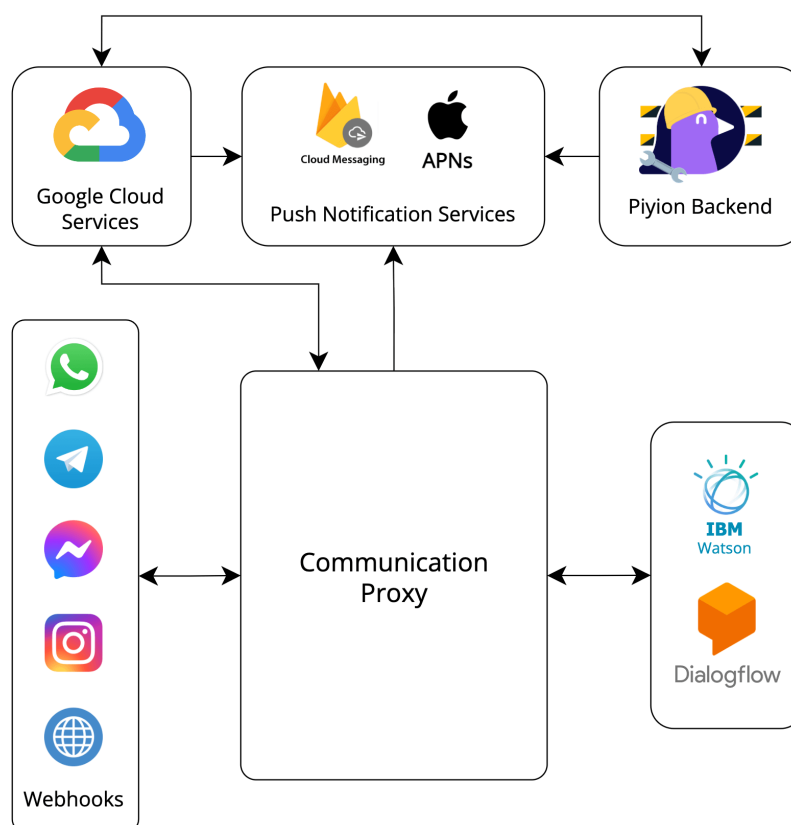 Cloud Messaging
APNs
Google Cloud
Services
Push Notification Services
Piyion Backend
Communication
Proxy
IBM
Watson
Dialogflow
Webhooks